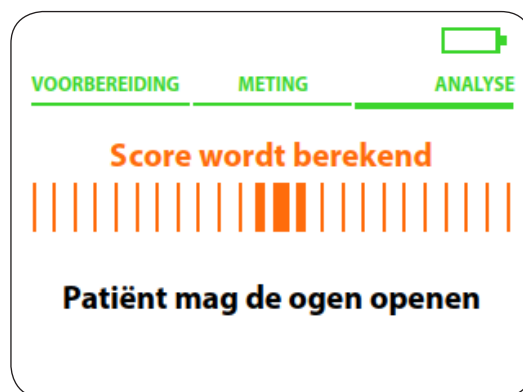 VOORBEREIDING METING ANALYSE
Score wordt berekend
Patiënt mag de ogen openen